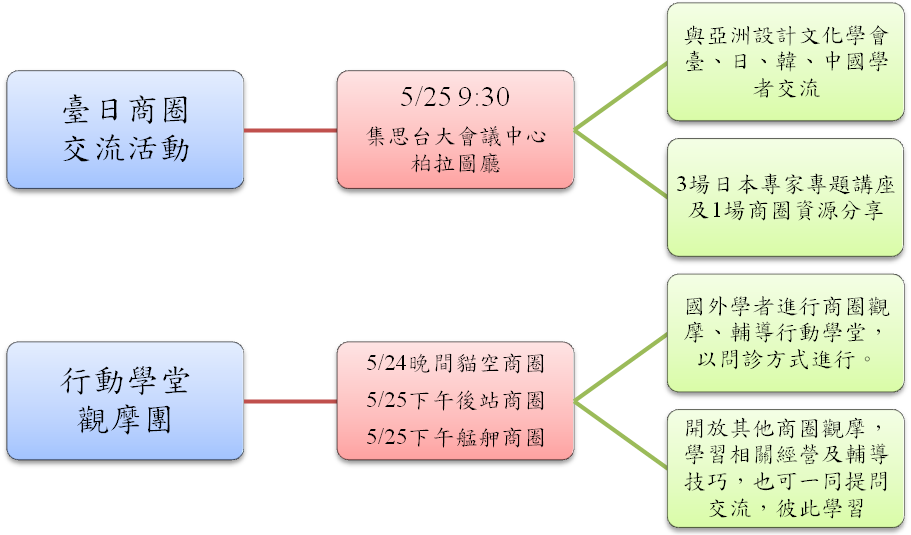 臺日商圈
交流活動
5/25 9:30
集思台大會議中心
柏拉圖廳
與亞洲設計文化學會
臺、日、韓、中國學
者交流
3場日本專家專題講座
及1場商圈資源分享
行動學堂
觀摩團
5/24晚間貓空商圈
5/25下午後站商圈
5/25下午艋舺商圈
國外學者進行商圈觀
摩、輔導行動學堂，
以問診方式進行。
開放其他商圈觀摩，
學習相關經營及輔導
技巧，也可一同提問
交流，彼此學習